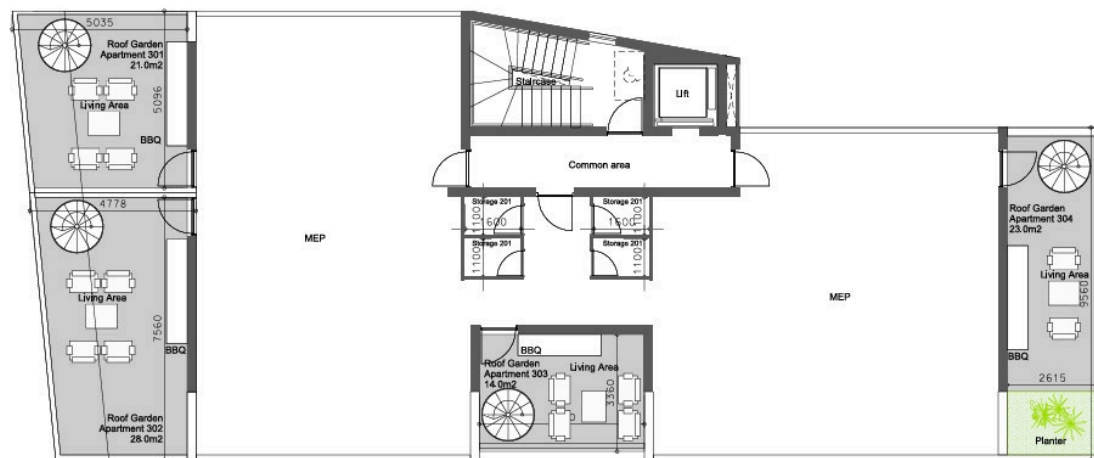 5035
Roof Garden
Apartment 301
21.0m2
5096
Living Area
BBQ
4778
Living Area
7560
BBQ
Roof Garden
Apartment 302
28.0m2
MEP
Staircase
Lift
Common area
Storage 201
1100
1600
Storage 201
1100
Storage 201
1600
1100
Storage 201
1100
BBQ
Roof Garden
Apartment 303
14.0m2
Living Area
3360
MEP
Roof Garden
Apartment 304
23.0m2
Living Area
9560
BBQ
2615
Planter